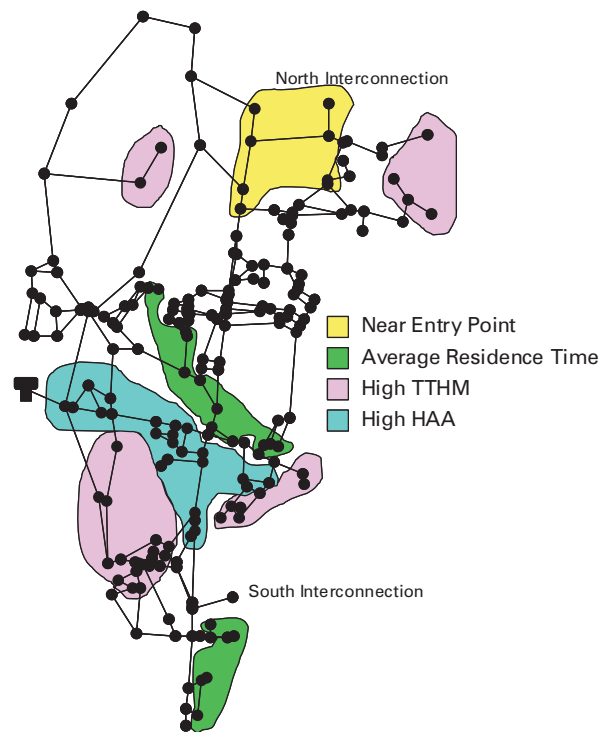 North Interconnection
Near Entry Point
Average Residence Time
High TTHM
High HAA
South Interconnection